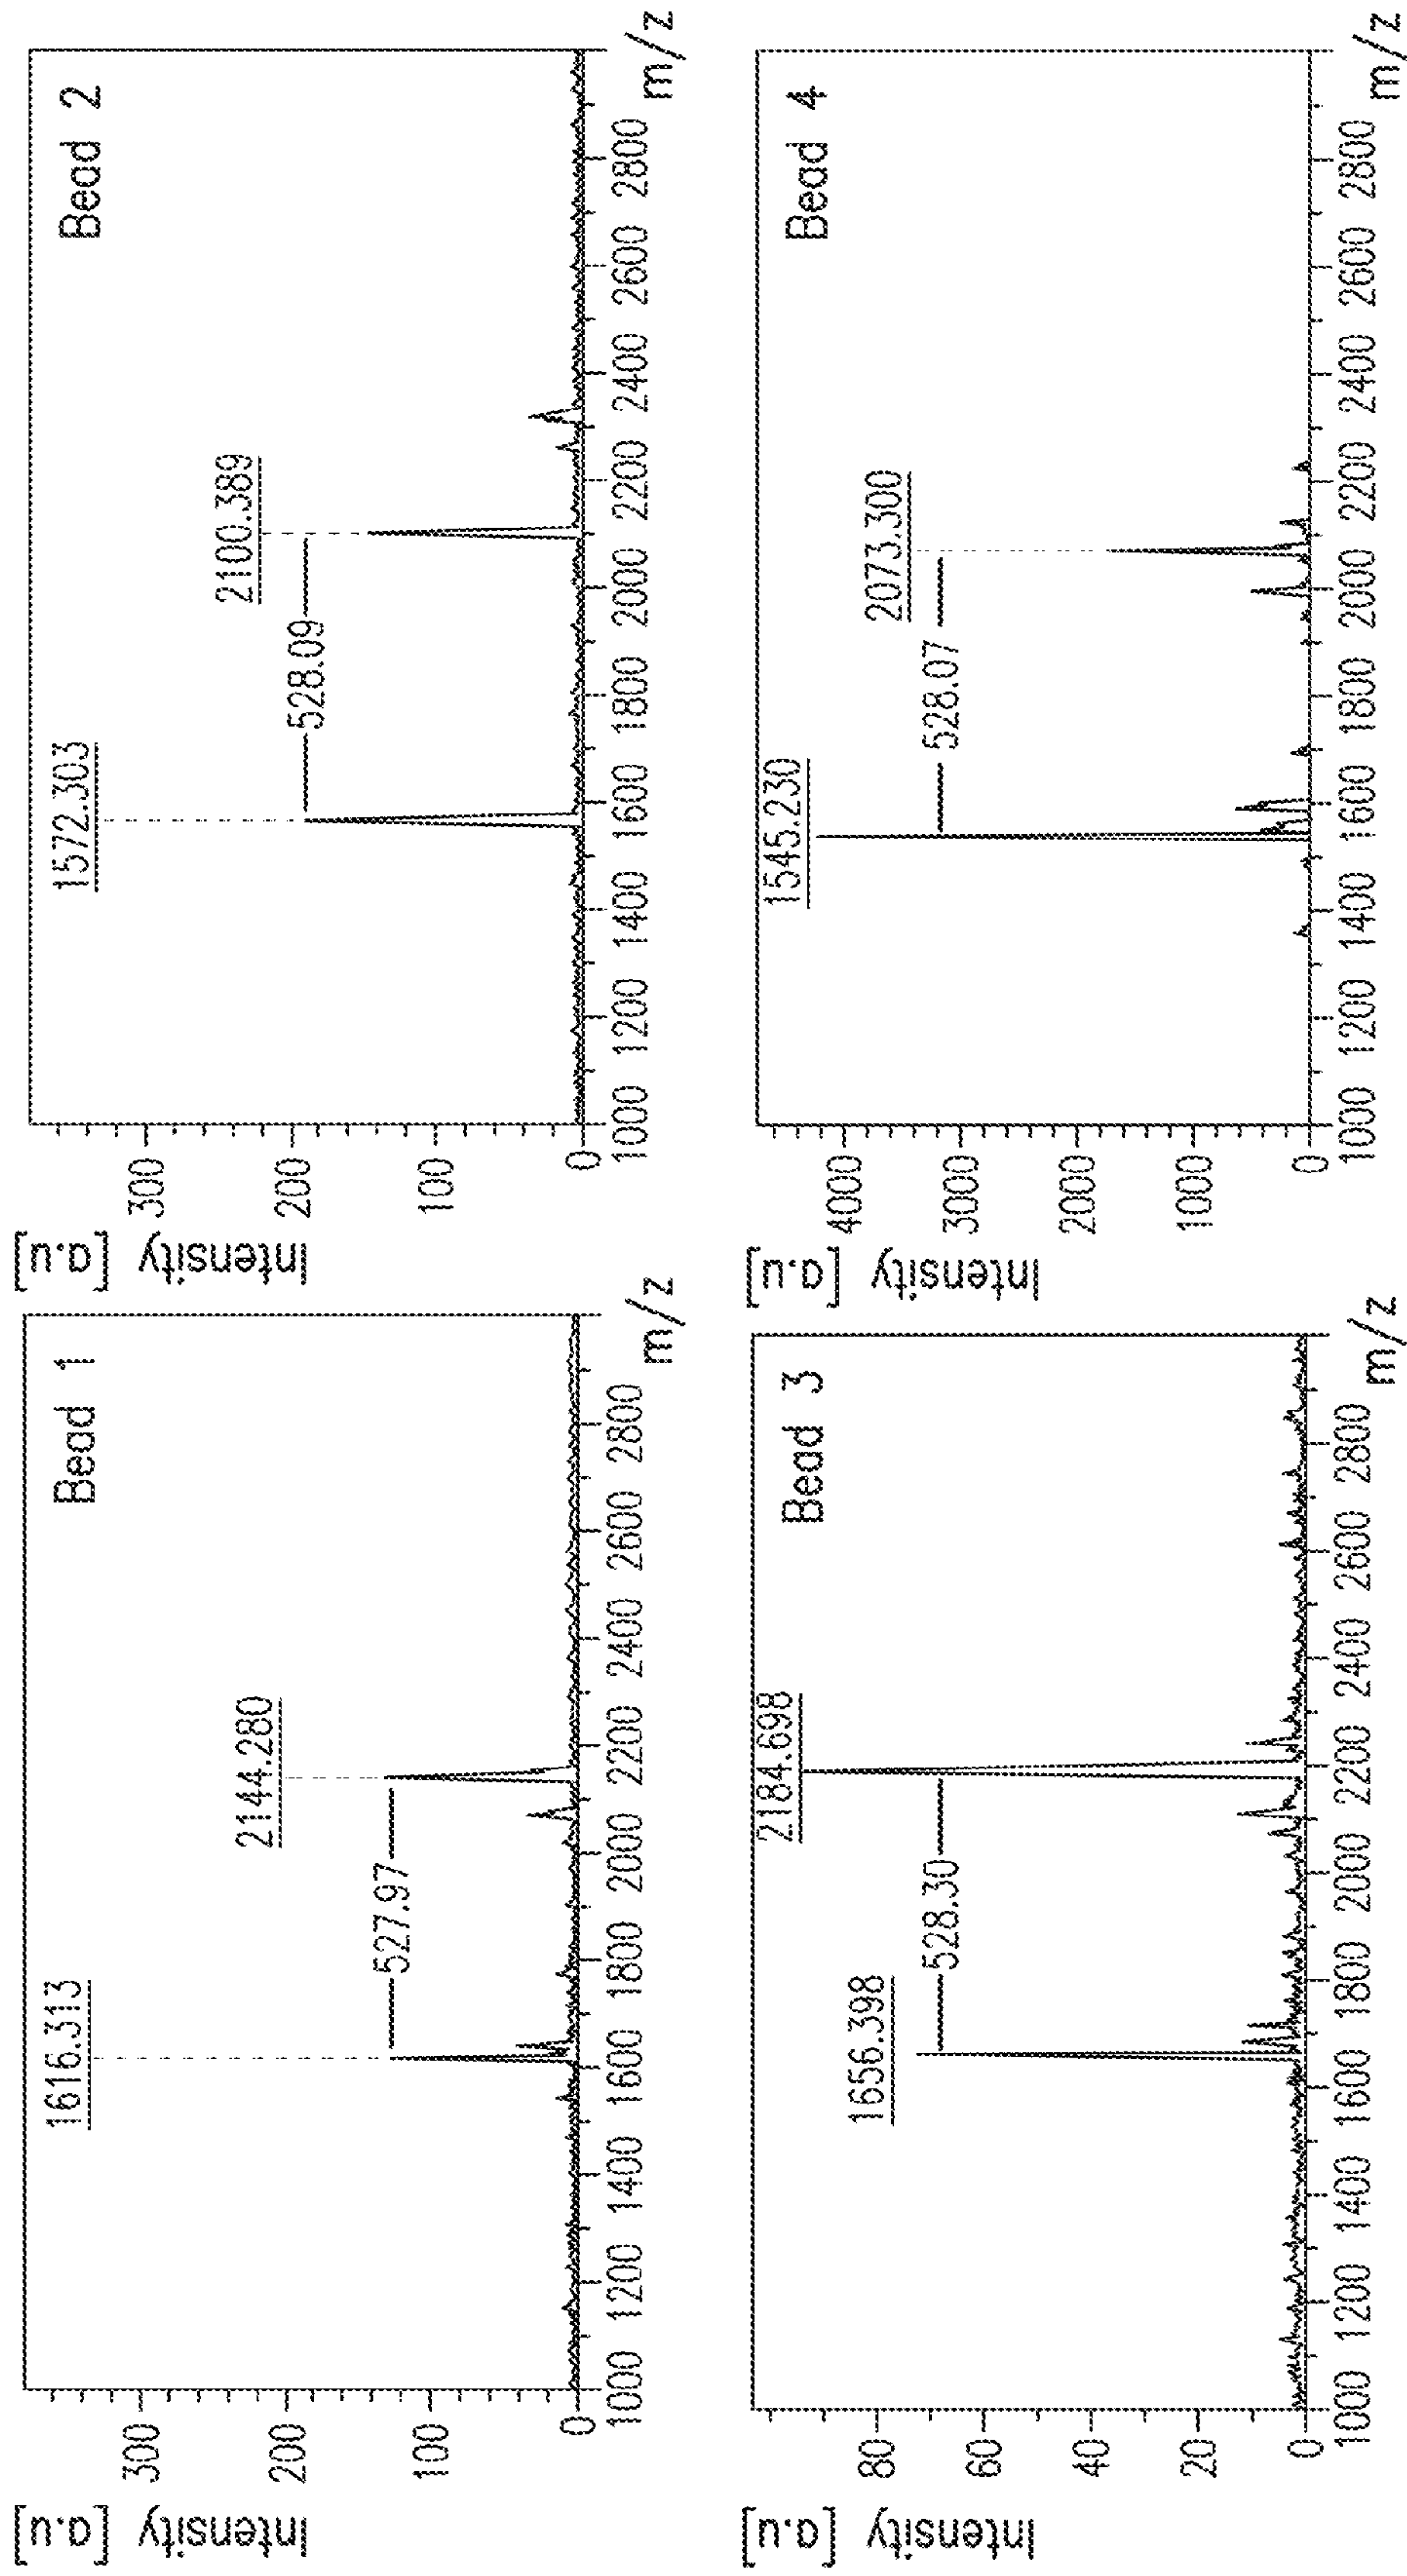 Bead 1
Intensity [a.u]
300
200
100
0
1616.313
2144.280
527.97
1000 1200 1400 1600 1800 2000 2200 2400 2600 2800
m/z
Bead 2
Intensity [a.u]
300
200
100
0
1572.303
2100.389
528.09
1000 1200 1400 1600 1800 2000 2200 2400 2600 2800
m/z
Bead 3
Intensity [a.u]
80
60
40
20
0
2184.698
1656.398
528.30
1000 1200 1400 1600 1800 2000 2200 2400 2600 2800
m/z
Bead 4
Intensity [a.u]
4000
3000
2000
1000
0
1545.230
2073.300
528.07
1000 1200 1400 1600 1800 2000 2200 2400 2600 2800
m/z